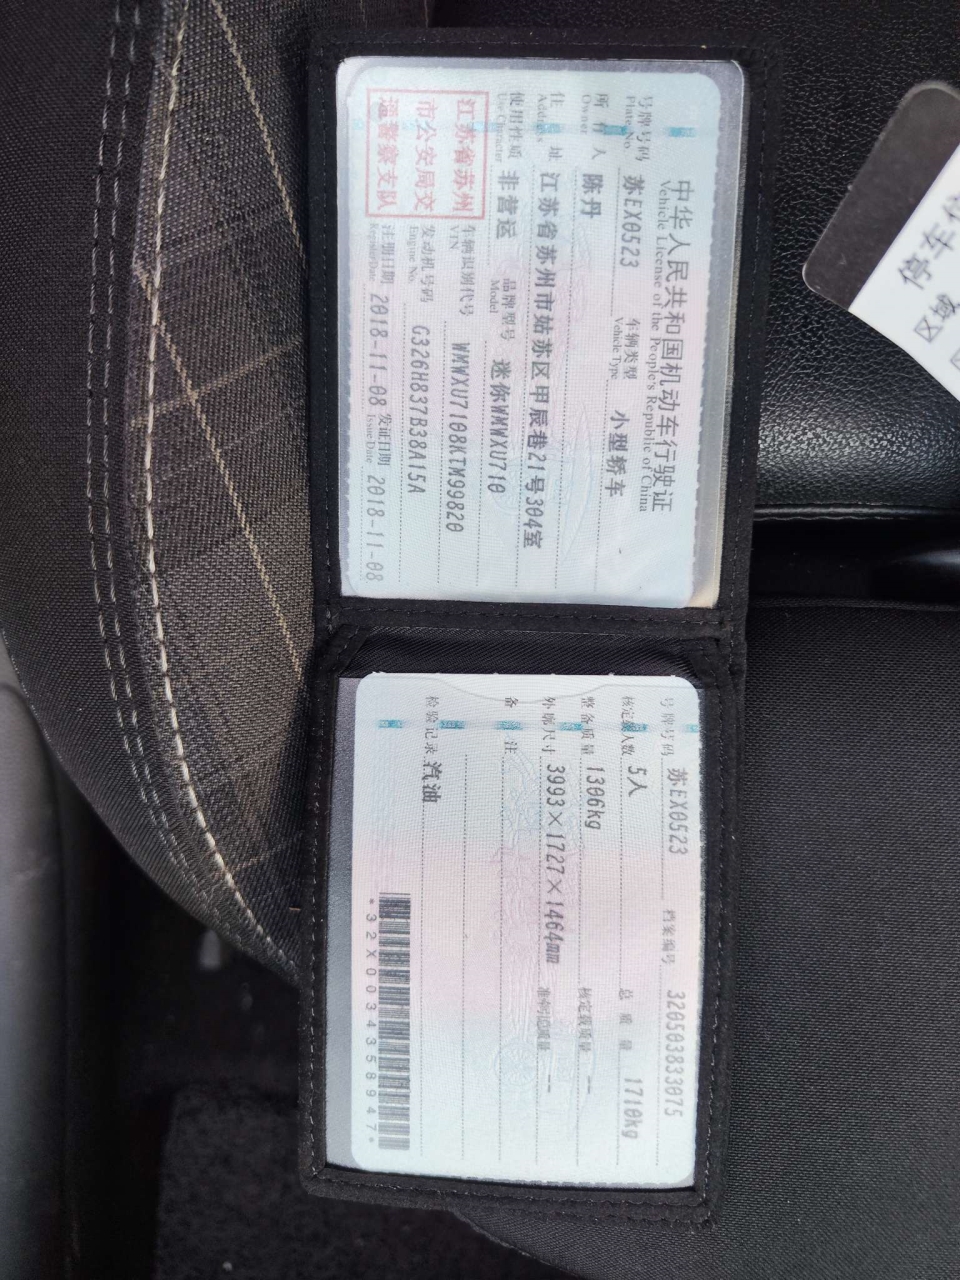 中华人民共和国机动车行驶证
Vehicle License of the People's Republic of China
号牌号码 苏EX0523 车辆类型 小型轿车
Plate No. Vehicle Type
所有人 陈丹
Owner
住址 江苏省苏州市姑苏区甲辰巷21号304室
Address
使用性质 非营运 品牌型号 迷你WMWXU710
Use Character Model
江苏省苏州
市公安局交
通警察支队
车辆识别代号 WMWXU7108KTM99820
VIN
发动机号码 G326H837B38A15A
Engine No.
注册日期 2018-11-08 发证日期 2018-11-08
Register Date Issue Date
号牌号码 苏EX0523 档案编号 320503833075
核定载人数 5人 总质量 1710kg
整备质量 1306kg 核定载质量 --
外廓尺寸 3993×1727×1464mm 准牵引总质量 --
备注
检验记录 汽油
*32X0034358947*
停车
区域